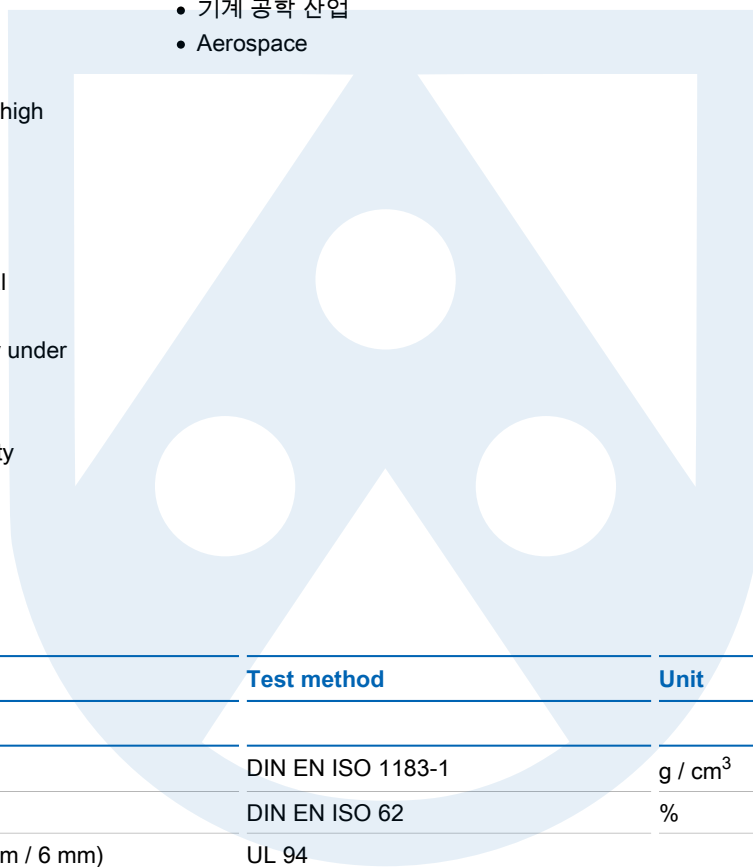 기계 공학 산업
Aerospace
high
under
Test method Unit
DIN EN ISO 1183-1 g / cm³
DIN EN ISO 62 %
m / 6 mm) UL 94